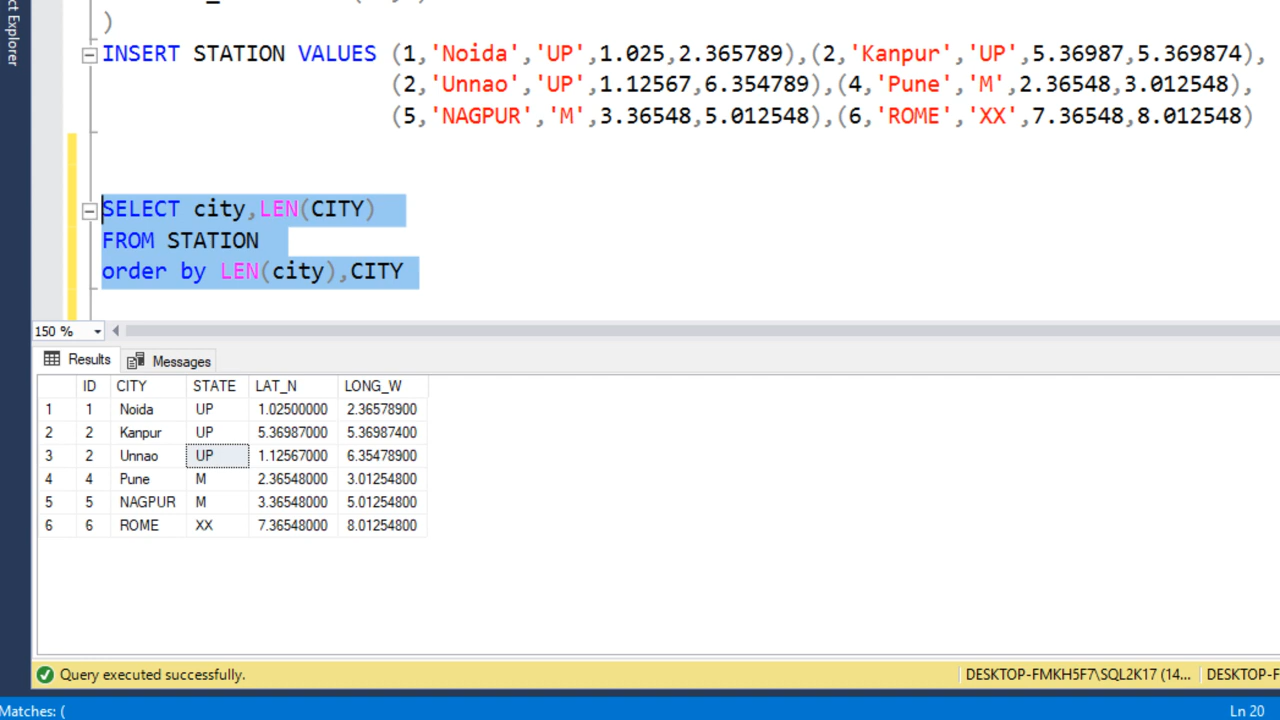 ct Explorer
)
INSERT STATION VALUES (1,'Noida','UP',1.025,2.365789),(2,'Kanpur','UP',5.36987,5.369874),
(2,'Unnao','UP',1.12567,6.354789),(4,'Pune','M',2.36548,3.012548),
(5,'NAGPUR','M',3.36548,5.012548),(6,'ROME','XX',7.36548,8.012548)
SELECT city,LEN(CITY)
FROM STATION
order by LEN(city),CITY
150 %
Results Messages
ID CITY STATE LAT_N LONG_W
1 1 Noida UP 1.02500000 2.36578900
2 2 Kanpur UP 5.36987000 5.36987400
3 2 Unnao UP 1.12567000 6.35478900
4 4 Pune M 2.36548000 3.01254800
5 5 NAGPUR M 3.36548000 5.01254800
6 6 ROME XX 7.36548000 8.01254800
Query executed successfully. DESKTOP-FMKH5F7\SQL2K17 (14... DESKTOP-F
Matches: ( Ln 20